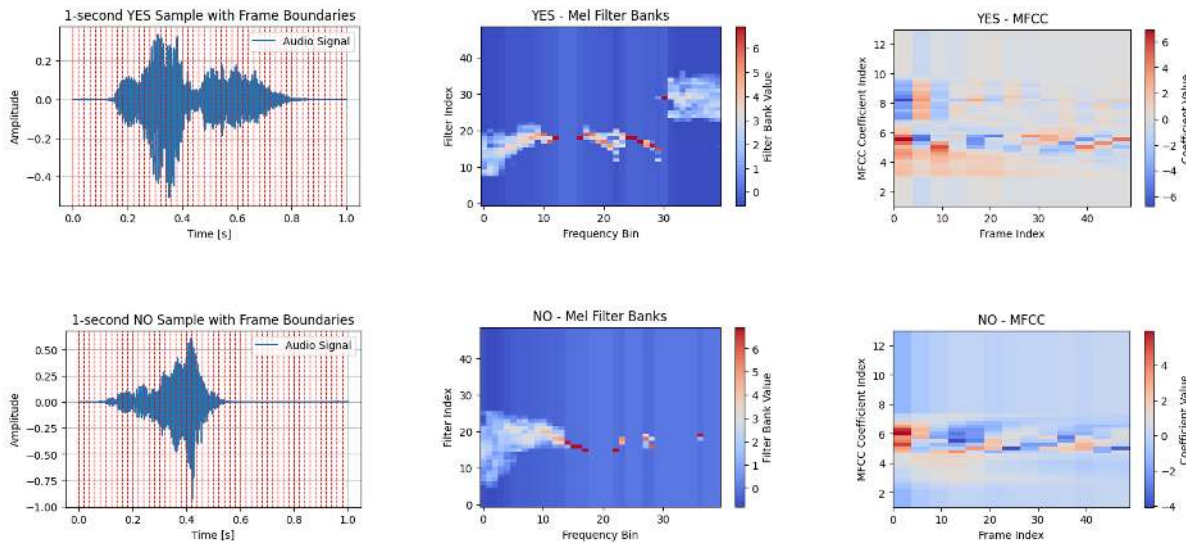 1-second YES Sample with Frame Boundaries
Audio Signal
0.2
0.0
−0.2
−0.4
Amplitude
0.0 0.2 0.4 0.6 0.8 1.0
Time [s]
YES - Mel Filter Banks
40
30
20
10
0
Filter Index
0 10 20 30
Frequency Bin
6
5
4
3
2
1
0
Filter Bank Value
YES - MFCC
12
10
8
6
4
2
MFCC Coefficient Index
0 10 20 30 40
Frame Index
6
4
2
0
−2
−4
−6
Coefficient Value
1-second NO Sample with Frame Boundaries
Audio Signal
0.50
0.25
0.00
−0.25
−0.50
−0.75
−1.00
Amplitude
0.0 0.2 0.4 0.6 0.8 1.0
Time [s]
NO - Mel Filter Banks
40
30
20
10
0
Filter Index
0 10 20 30
Frequency Bin
6
5
4
3
2
1
0
Filter Bank Value
NO - MFCC
12
10
8
6
4
2
MFCC Coefficient Index
0 10 20 30 40
Frame Index
4
2
0
−2
−4
Coefficient Value